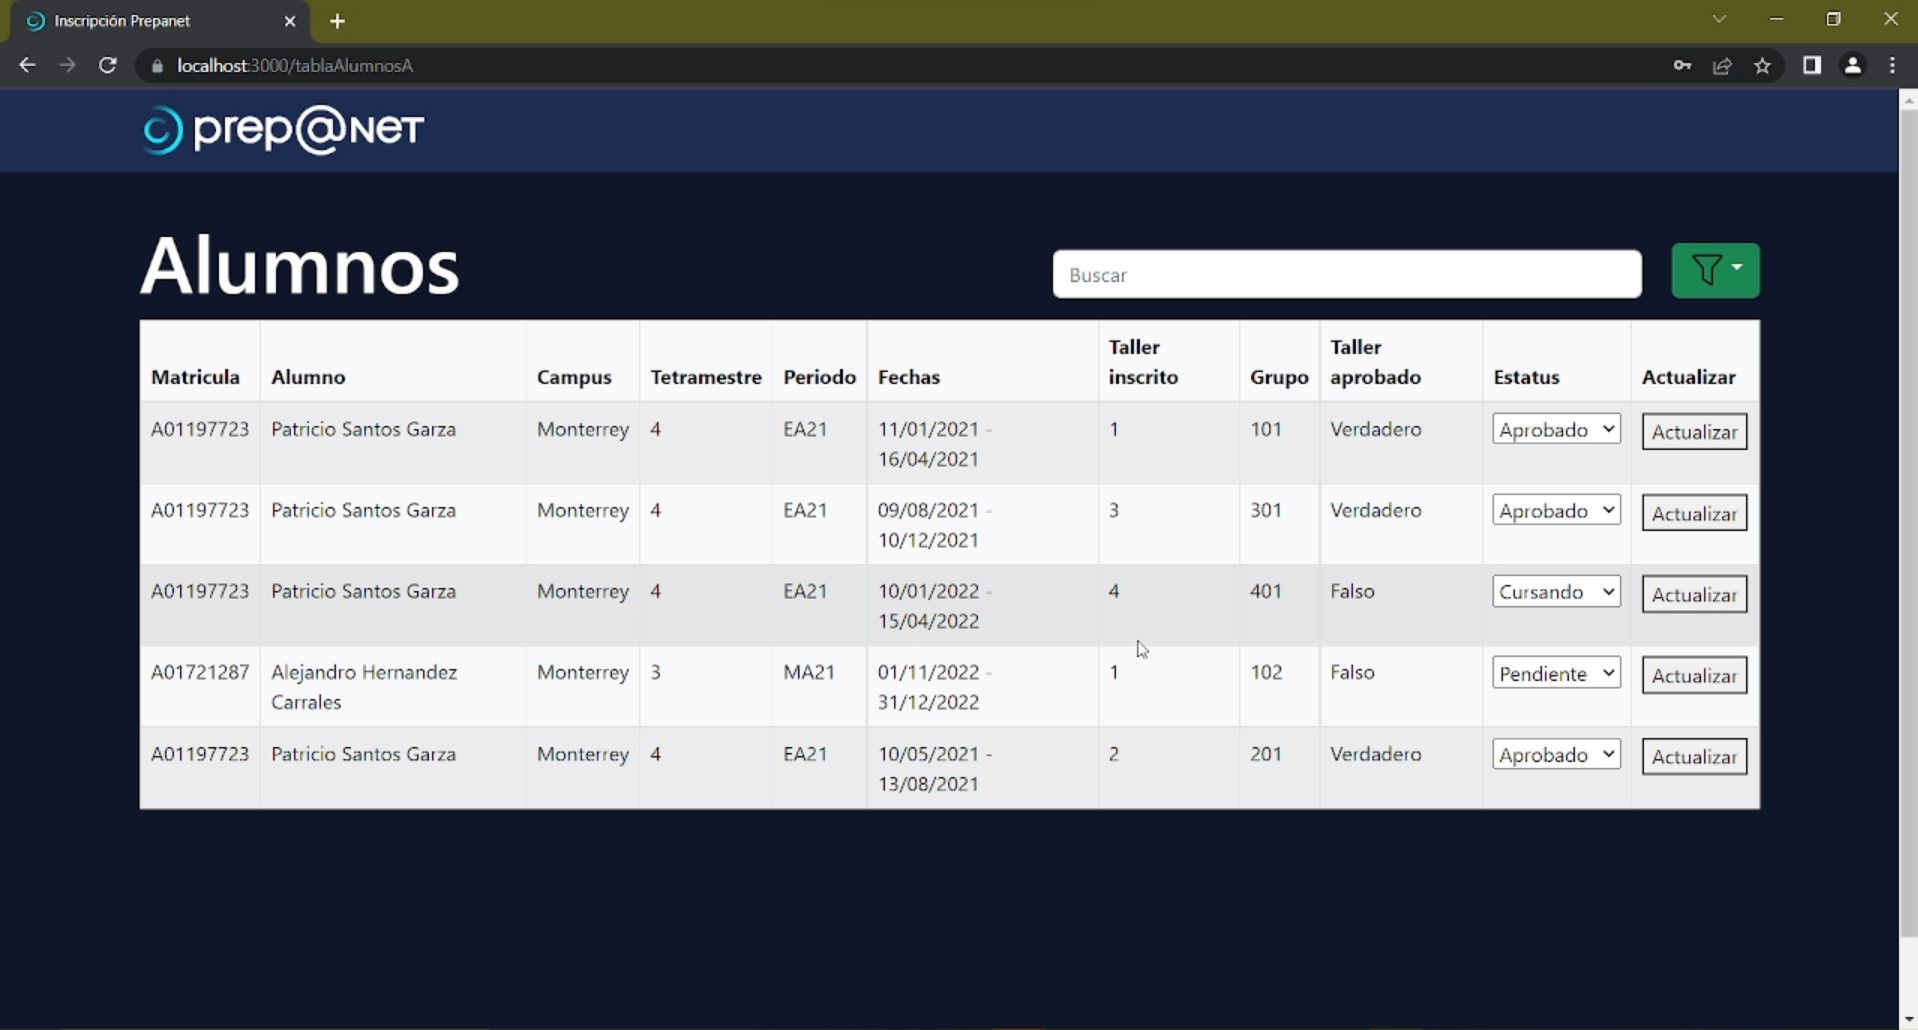 Inscripción Prepanet
localhost:3000/tablaAlumnosA
prep@NET
Alumnos
Buscar
Matricula Alumno Campus Tetramestre Periodo Fechas Taller inscrito Grupo Taller aprobado Estatus Actualizar
A01197723 Patricio Santos Garza Monterrey 4 EA21 11/01/2021 - 1 101 Verdadero Aprobado Actualizar
16/04/2021
A01197723 Patricio Santos Garza Monterrey 4 EA21 09/08/2021 - 3 301 Verdadero Aprobado Actualizar
10/12/2021
A01197723 Patricio Santos Garza Monterrey 4 EA21 10/01/2022 - 4 401 Falso Cursando Actualizar
15/04/2022
A01721287 Alejandro Hernandez Monterrey 3 MA21 01/11/2022 - 1 102 Falso Pendiente Actualizar
Carrales 31/12/2022
A01197723 Patricio Santos Garza Monterrey 4 EA21 10/05/2021 - 2 201 Verdadero Aprobado Actualizar
13/08/2021